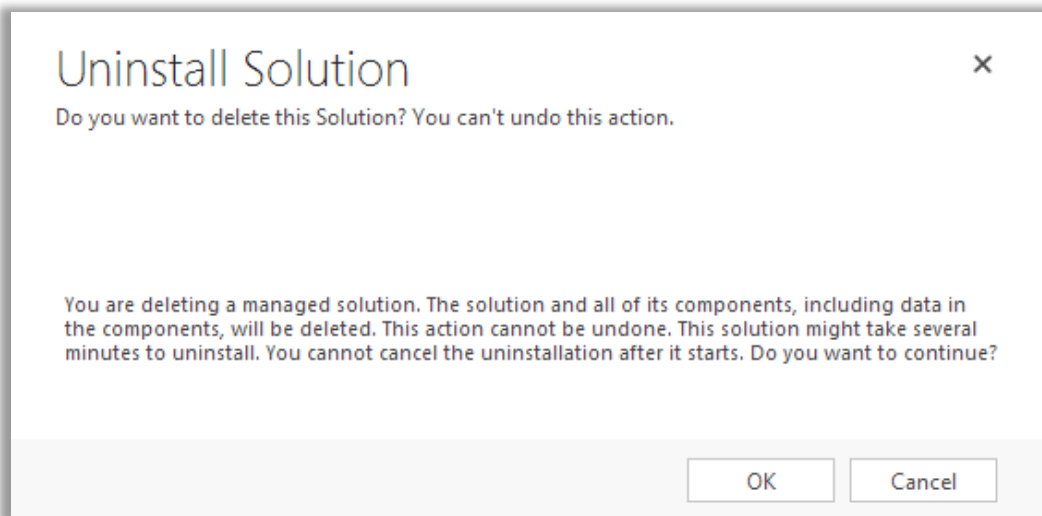 Uninstall Solution
Do you want to delete this Solution? You can't undo this action.
You are deleting a managed solution. The solution and all of its components, including data in
the components, will be deleted. This action cannot be undone. This solution might take several
minutes to uninstall. You cannot cancel the uninstallation after it starts. Do you want to continue?
OK
Cancel